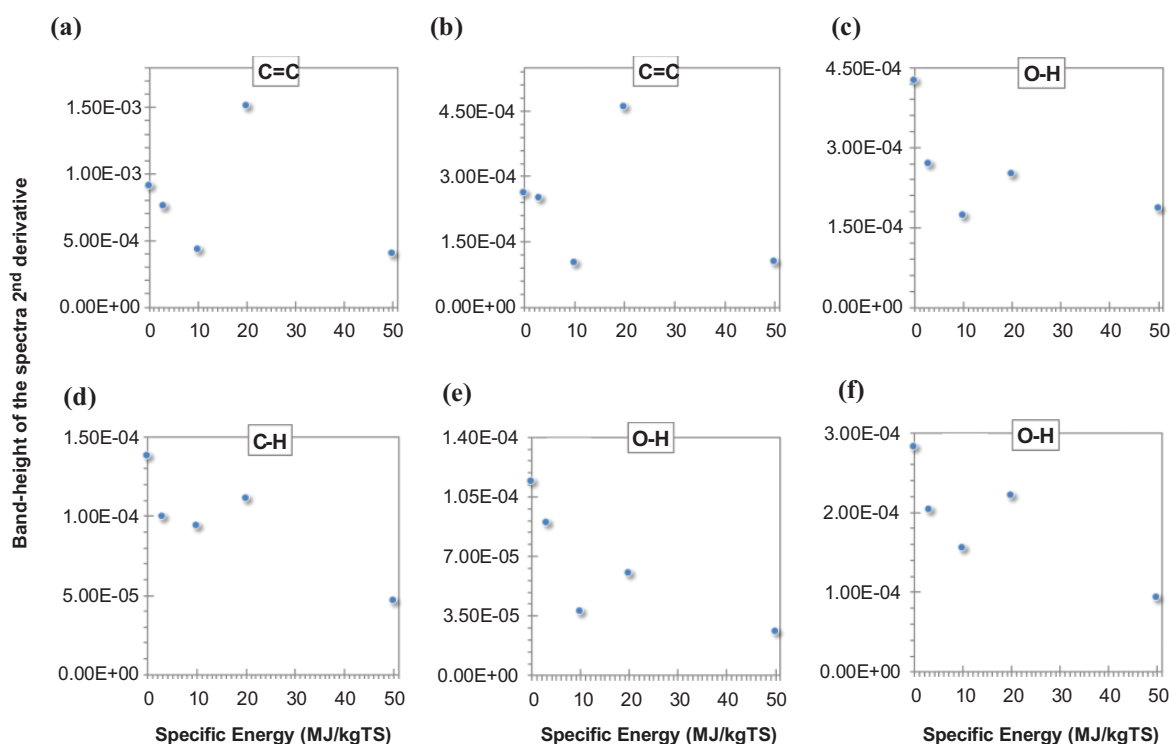 (a)
(b)
(c)
C=C
C=C
O-H
1.50E-03
1.00E-03
5.00E-04
0.00E+00
0 10 20 30 40 50
4.50E-04
3.00E-04
1.50E-04
0.00E+00
0 10 20 30 40 50
4.50E-04
3.00E-04
1.50E-04
0.00E+00
0 10 20 30 40 50
Band-height of the spectra 2nd derivative
(d)
(e)
(f)
C-H
O-H
O-H
1.50E-04
1.00E-04
5.00E-05
0.00E+00
0 10 20 30 40 50
1.40E-04
1.05E-04
7.00E-05
3.50E-05
0.00E+00
0 10 20 30 40 50
3.00E-04
2.00E-04
1.00E-04
0.00E+00
0 10 20 30 40 50
Specific Energy (MJ/kgTS)
Specific Energy (MJ/kgTS)
Specific Energy (MJ/kgTS)